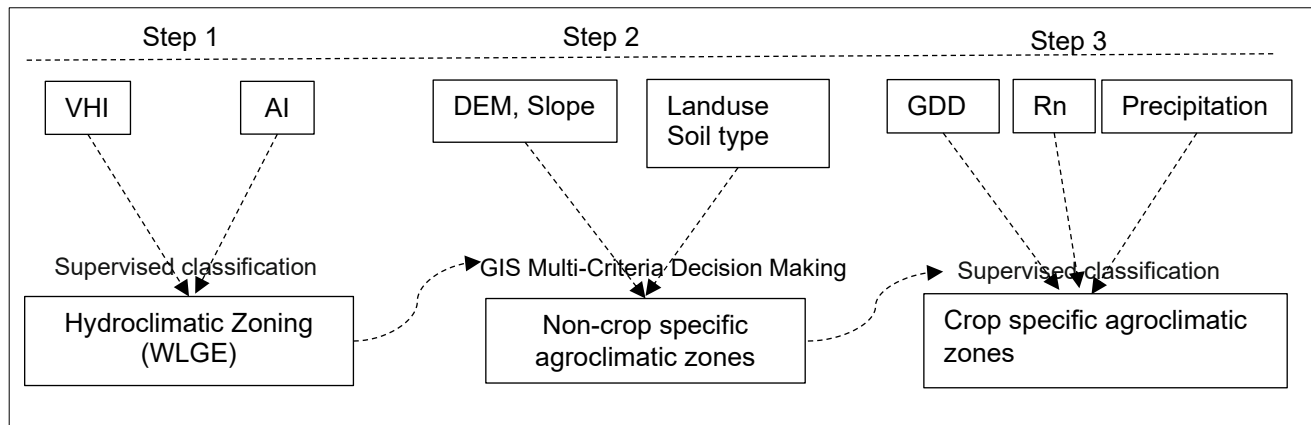 Step 1
Step 2
Step 3
VHI
AI
DEM, Slope
Landuse
Soil type
GDD
Rn
Precipitation
Supervised classification
GIS Multi-Criteria Decision Making
Supervised classification
Hydroclimatic Zoning
(WLGE)
Non-crop specific
agroclimatic zones
Crop specific agroclimatic
zones